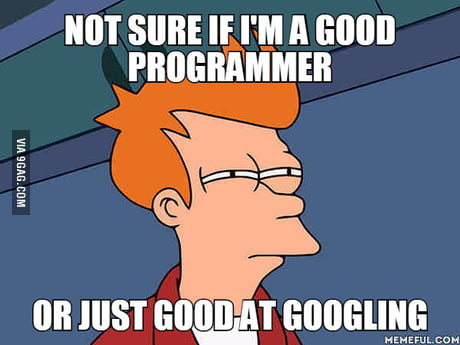 NOT SURE IF I'M A GOOD
PROGRAMMER
VIA 9GAG.COM
OR JUST GOOD AT GOOGLING
MEMEFUL.COM